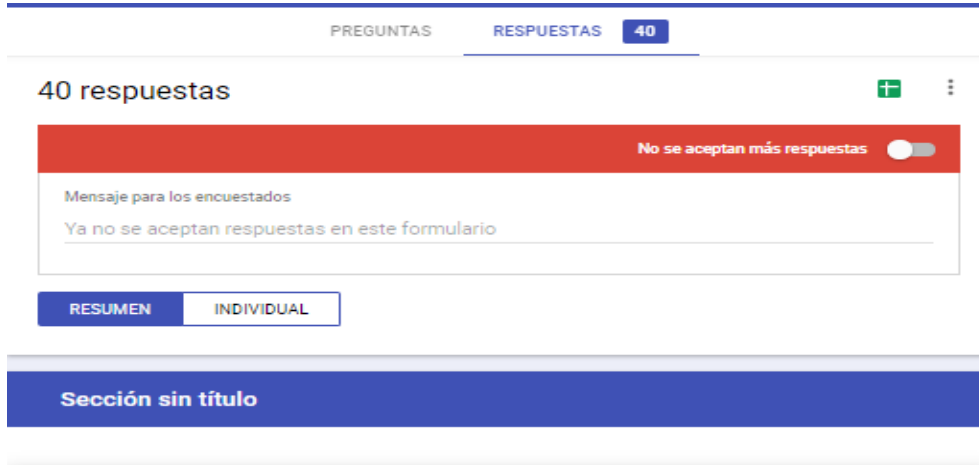 PREGUNTAS RESPUESTAS 40
40 respuestas
No se aceptan más respuestas
Mensaje para los encuestados
Ya no se aceptan respuestas en este formulario
RESUMEN INDIVIDUAL
Sección sin título